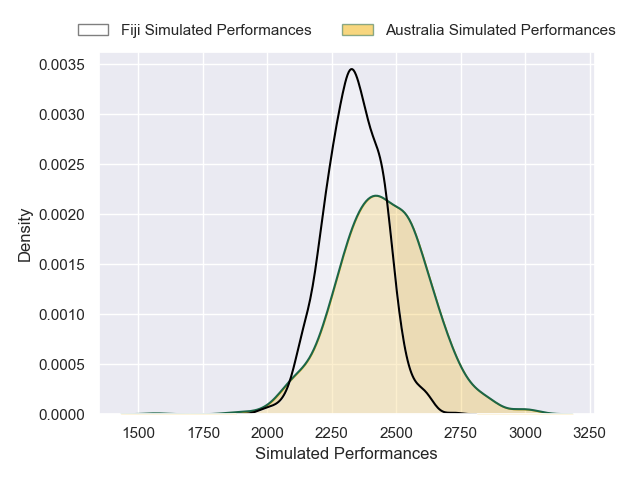 Fiji Simulated Performances
Australia Simulated Performances
0.0035
0.0030
0.0025
0.0020
0.0015
0.0010
0.0005
0.0000
Density
1500 1750 2000 2250 2500 2750 3000 3250
Simulated Performances